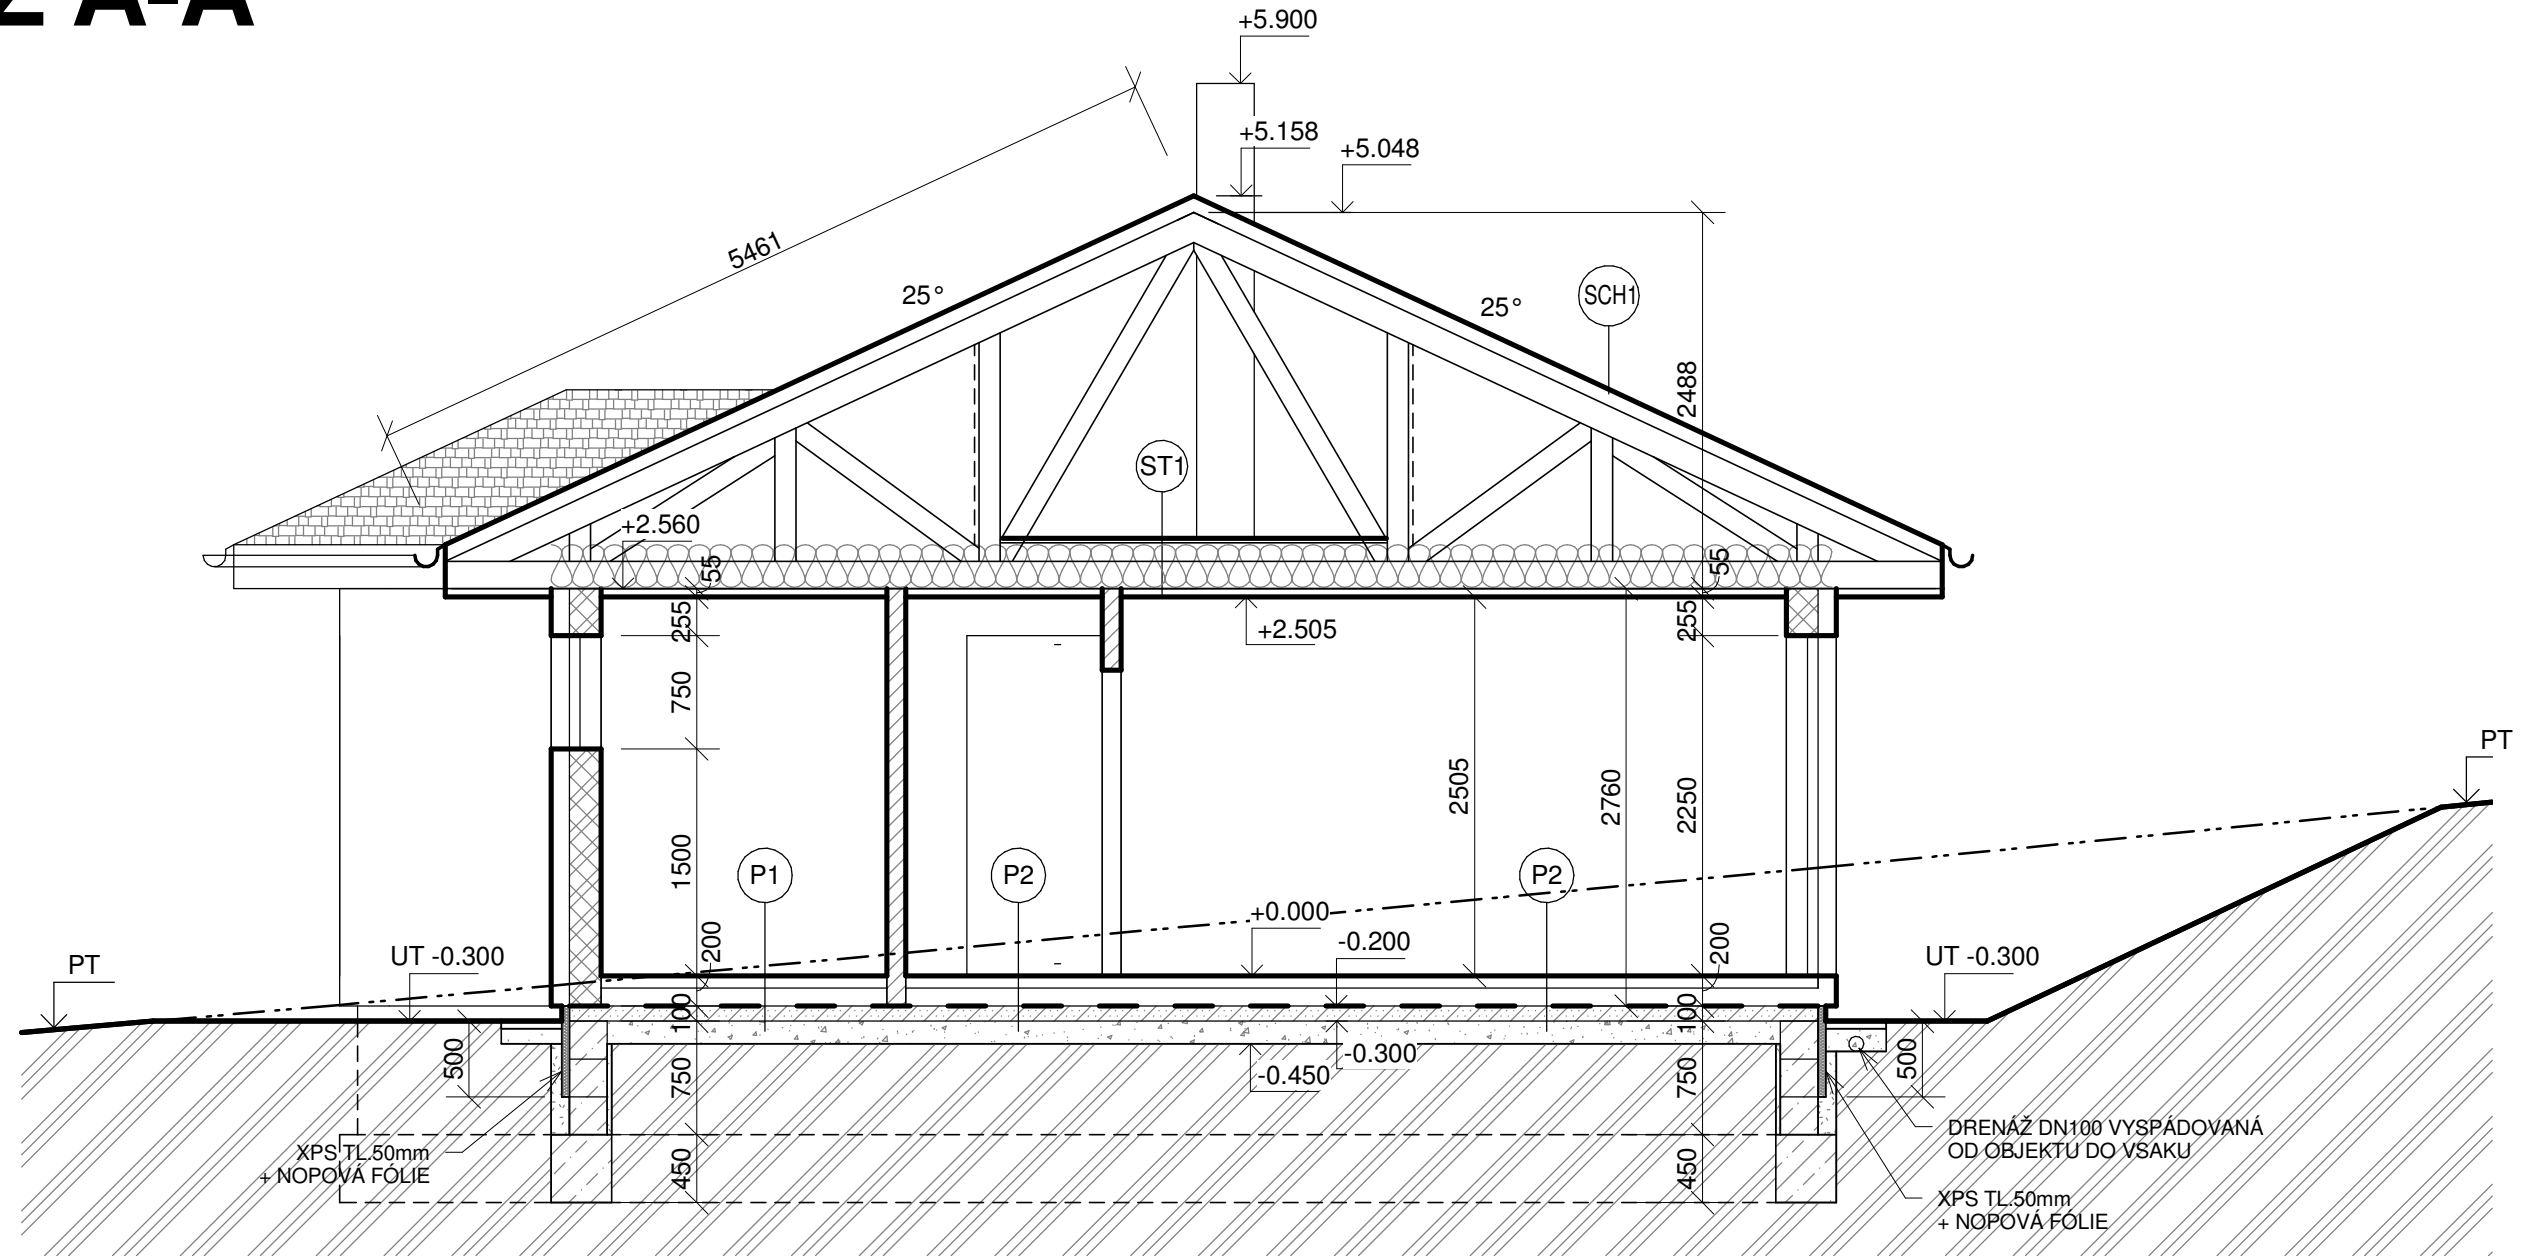 Z A-A
+5.900
+5.158
+5.048
5461
25°
25°
SCH1
2488
ST1
+2.560
55
55
255
255
+2.505
750
2505
2760
2250
1500
P1
P2
P2
PT
PT
+0.000
-0.200
200
200
UT -0.300
UT -0.300
100
100
-0.300
-0.450
500
500
750
750
450
450
XPS TL.50mm
+ NOPOVÁ FÓLIE
DRENÁŽ DN100 VYSPÁDOVANÁ
OD OBJEKTU DO VSAKU
XPS TL.50mm
+ NOPOVÁ FÓLIE